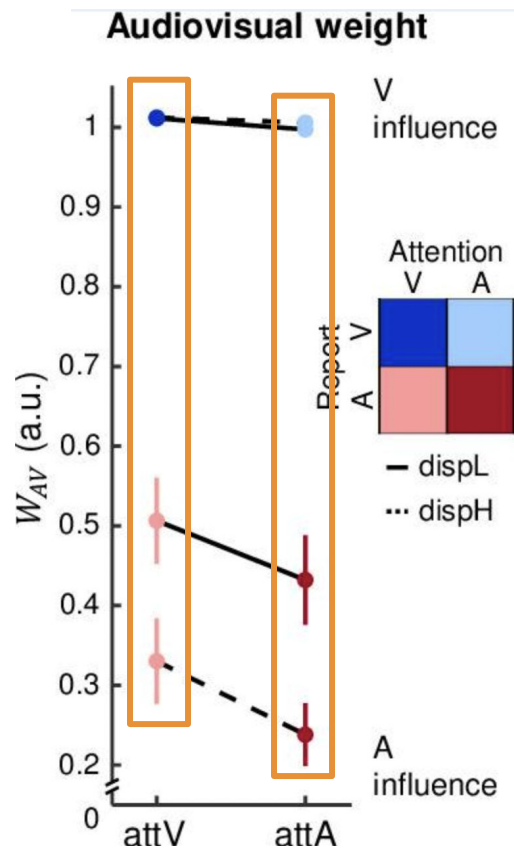 Audiovisual weight
V
influence
1
0.9
0.8
0.7
0.6
0.5
0.4
0.3
0.2
0
W_AV (a.u.)
attV
attA
Attention
V A
Report
V
A
dispL
dispH
A
influence